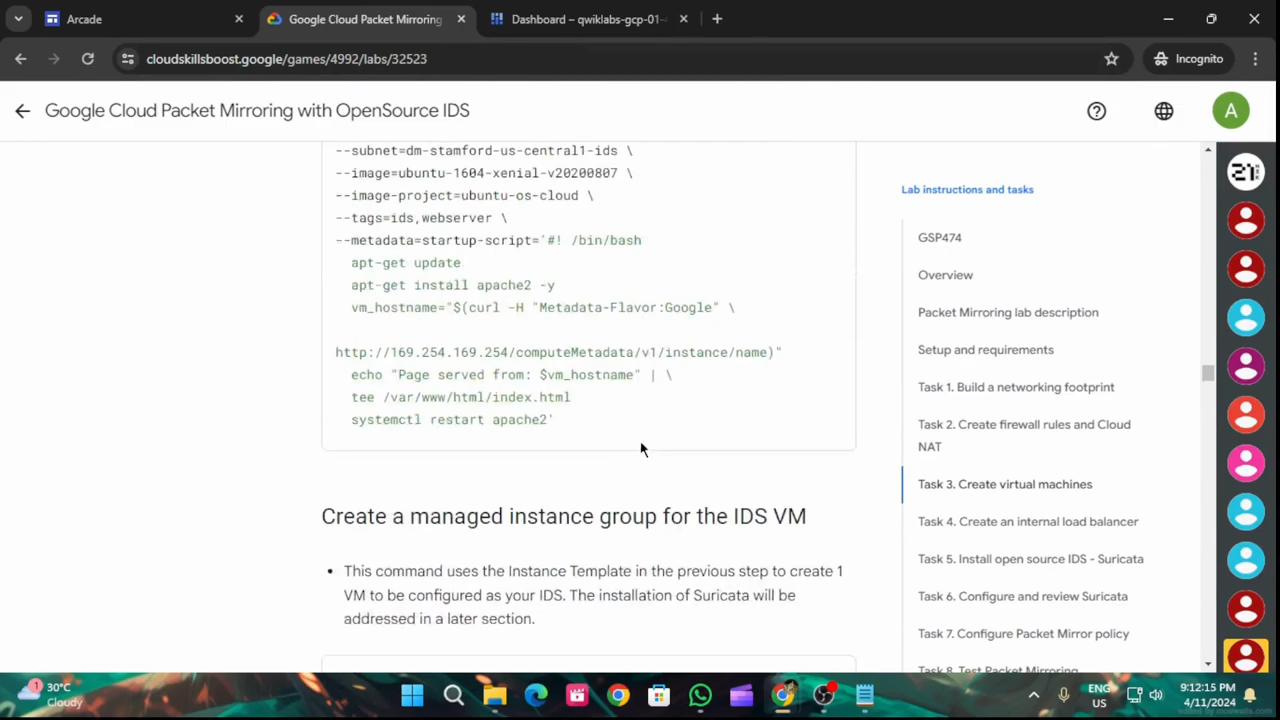 Arcade
Google Cloud Packet Mirroring
Dashboard – qwiklabs-gcp-01-
cloudskillsboost.google/games/4992/labs/32523
Incognito
Google Cloud Packet Mirroring with OpenSource IDS
A
--subnet=dm-stamford-us-central1-ids \
--image=ubuntu-1604-xenial-v20200807 \
--image-project=ubuntu-os-cloud \
--tags=ids,webserver \
--metadata=startup-script='#! /bin/bash
apt-get update
apt-get install apache2 -y
vm_hostname="$(curl -H "Metadata-Flavor:Google" \
http://169.254.169.254/computeMetadata/v1/instance/name)"
echo "Page served from: $vm_hostname" | \
tee /var/www/html/index.html
systemctl restart apache2'
Create a managed instance group for the IDS VM
• This command uses the Instance Template in the previous step to create 1
VM to be configured as your IDS. The installation of Suricata will be
addressed in a later section.
Lab instructions and tasks
GSP474
Overview
Packet Mirroring lab description
Setup and requirements
Task 1. Build a networking footprint
Task 2. Create firewall rules and Cloud
NAT
Task 3. Create virtual machines
Task 4. Create an internal load balancer
Task 5. Install open source IDS - Suricata
Task 6. Configure and review Suricata
Task 7. Configure Packet Mirror policy
Task 8. Test Packet Mirroring
21
1
30°C
Cloudy
ENG
US
9:12:15 PM
4/11/2024